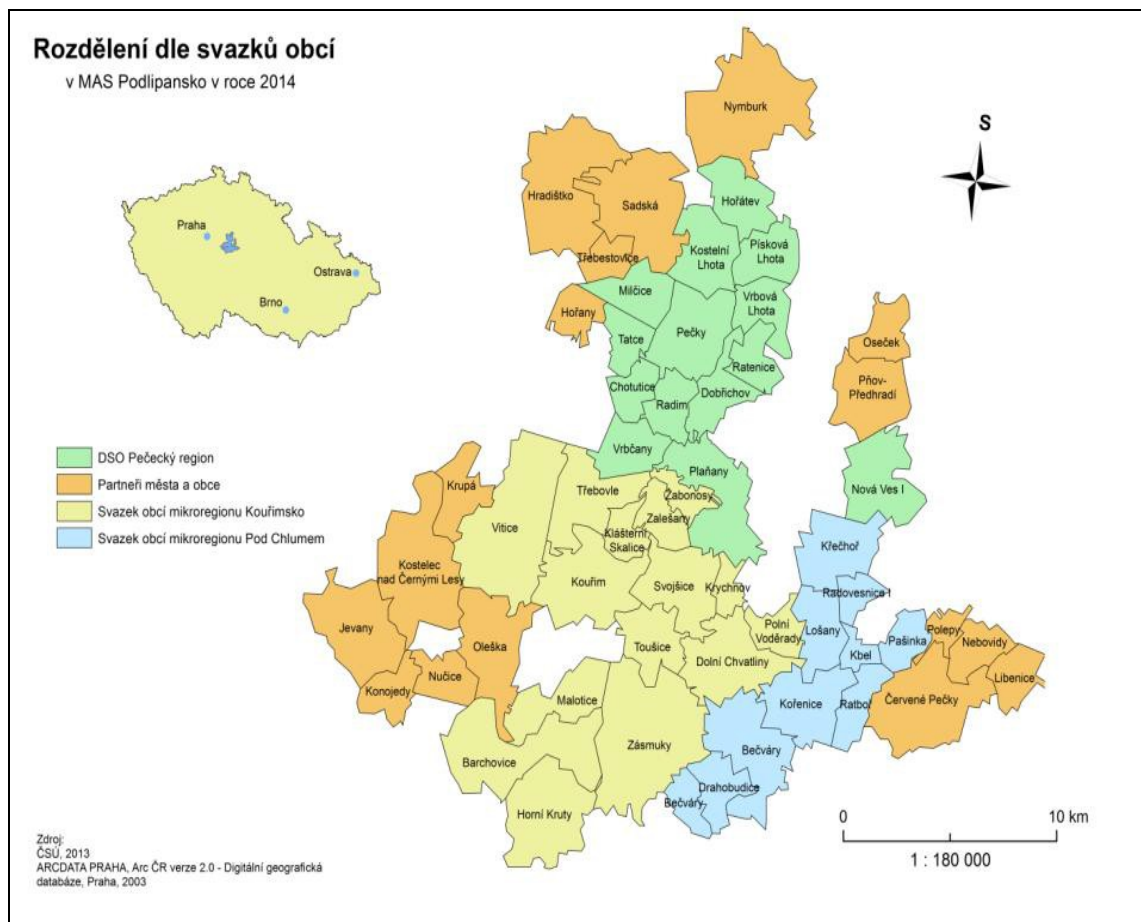 Rozdělení dle svazků obcí
v MAS Podlipansko v roce 2014
S
Nymburk
Hradištko
Sadská
Hořátev
Třebestovice
Kostelní
Lhota
Písková
Lhota
Praha
Ostrava
Brno
Milčice
Hořany
Vrbová
Lhota
Pečky
Tatce
Ratenice
Oseček
Pňov-
Předhradí
Chotutice
Radim
Dobřichov
Vrbčany
Plaňany
Nová Ves I
DSO Pečecký region
Partneři města a obce
Svazek obcí mikroregionu Kouřimsko
Svazek obcí mikroregionu Pod Chlumem
Krupá
Vitice
Třebovle
Žabonosy
Zalešany
Klášterní
Skalice
Křečhoř
Kostelec
nad Černými Lesy
Kouřim
Svojšice
Krychnov
Radovesnice I
Jevany
Oleška
Toušice
Polní
Voděrady
Lošany
Kbel
Pašinka
Polepy
Nebovidy
Nučice
Konojedy
Dolní Chvatliny
Libenice
Malotice
Kořenice
Ratboř
Červené Pečky
Barchovice
Zásmuky
Bečváry
Drahobudice
Bečváry
Horní Kruty
0 10 km
1 : 180 000
Zdroj:
ČSÚ, 2013
ARCDATA PRAHA, Arc ČR verze 2.0 - Digitální geografická
databáze, Praha, 2003